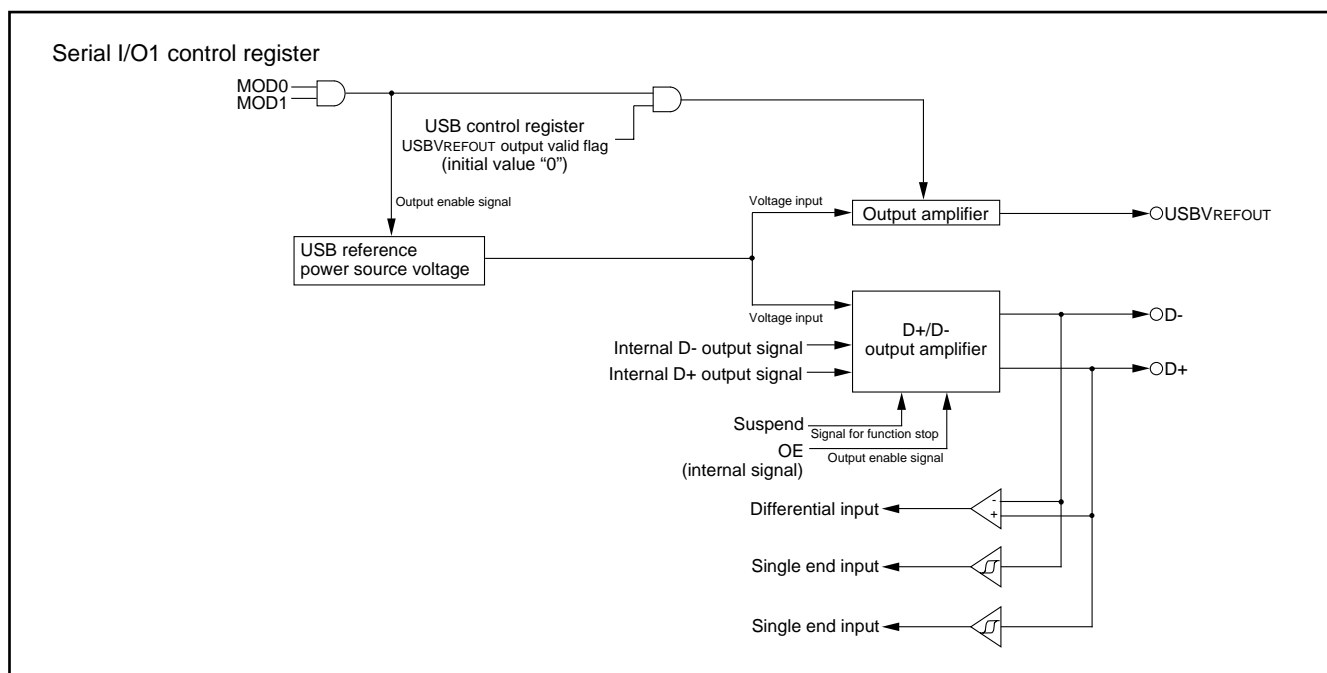 Serial I/O1 control register
MOD0
MOD1
USB control register
USBVREFOUT output valid flag
(initial value “0”)
Output enable signal
Voltage input
Output amplifier
USBVREFOUT
USB reference
power source voltage
Voltage input
D+/D-
output amplifier
D-
D+
Internal D- output signal
Internal D+ output signal
Suspend
Signal for function stop
OE
(internal signal)
Output enable signal
Differential input
-
+
Single end input
Single end input